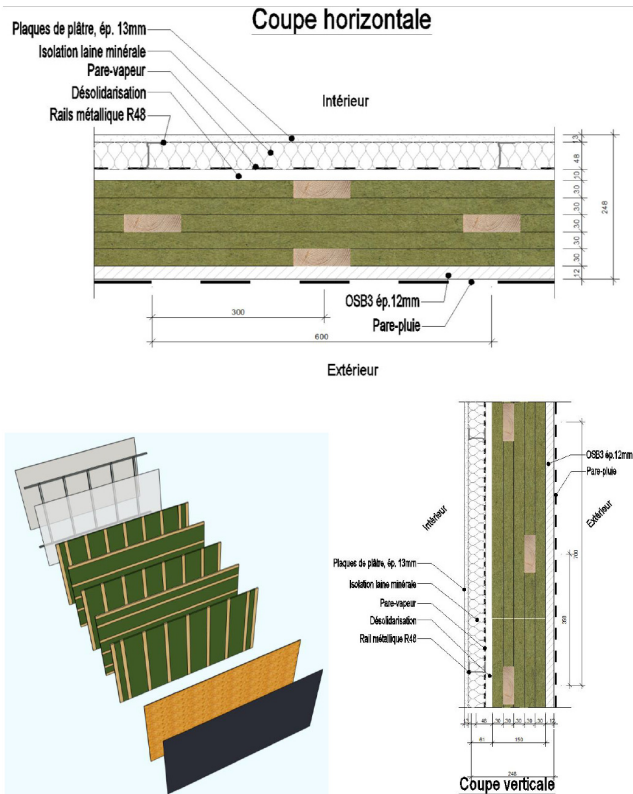 Coupe horizontale
Plaques de plâtre, ép. 13mm
Isolation laine minérale
Pare-vapeur
Désolidarisation
Rails métallique R48
Intérieur
13
48
10
30
30
30
30
30
12
248
OSB3 ép.12mm
Pare-pluie
300
600
Extérieur
OSB3 ép.12mm
Pare-pluie
Intérieur
Extérieur
Plaques de plâtre, ép. 13mm
Isolation laine minérale
Pare-vapeur
Désolidarisation
Rail métallique R48
48
30
30
30
30
30
12
61
150
248
Coupe verticale